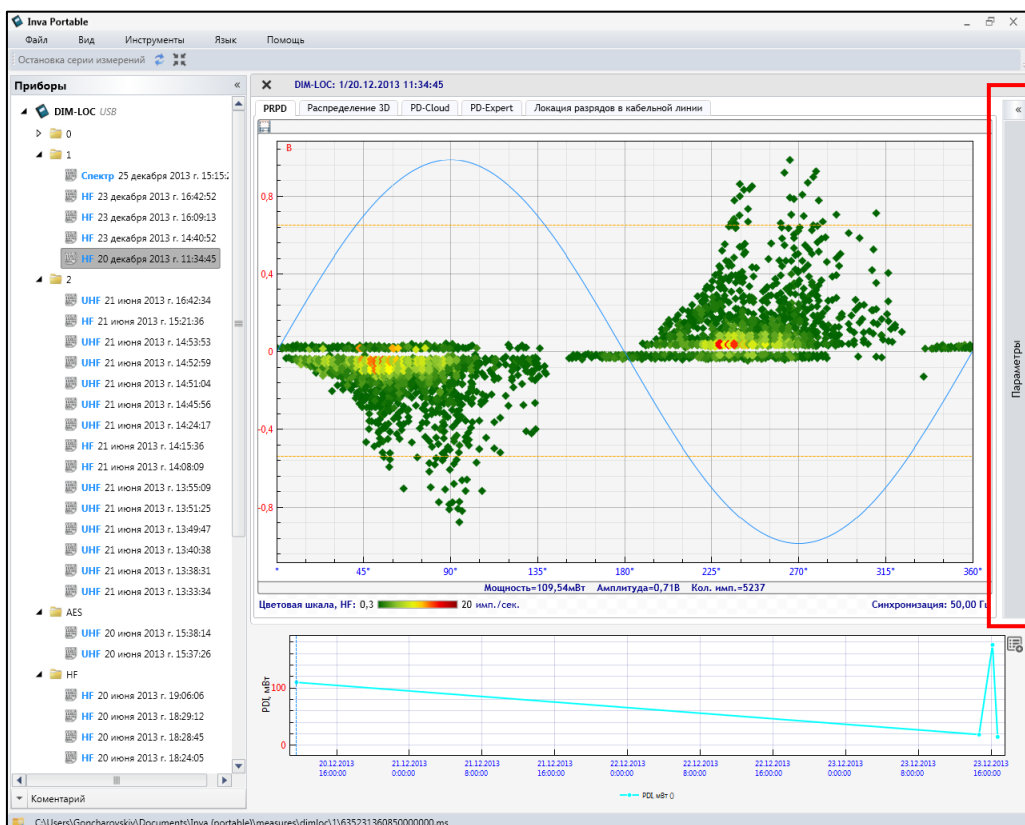 Inva Portable
Файл Вид Инструменты Язык Помощь
Остановка серии измерений
Приборы «
DIM-LOC USB
0
1
Спектр 25 декабря 2013 г. 15:15:
HF 23 декабря 2013 г. 16:42:52
HF 23 декабря 2013 г. 16:09:13
HF 23 декабря 2013 г. 14:40:52
HF 20 декабря 2013 г. 11:34:45
2
UHF 21 июня 2013 г. 16:42:34
HF 21 июня 2013 г. 15:21:36
UHF 21 июня 2013 г. 14:53:53
UHF 21 июня 2013 г. 14:52:59
UHF 21 июня 2013 г. 14:51:04
UHF 21 июня 2013 г. 14:45:56
UHF 21 июня 2013 г. 14:24:17
HF 21 июня 2013 г. 14:15:36
HF 21 июня 2013 г. 14:08:09
UHF 21 июня 2013 г. 13:55:09
UHF 21 июня 2013 г. 13:51:25
UHF 21 июня 2013 г. 13:49:47
UHF 21 июня 2013 г. 13:40:38
UHF 21 июня 2013 г. 13:38:31
UHF 21 июня 2013 г. 13:33:34
AES
UHF 20 июня 2013 г. 15:38:14
UHF 20 июня 2013 г. 15:37:26
HF
HF 20 июня 2013 г. 19:06:06
HF 20 июня 2013 г. 18:29:12
HF 20 июня 2013 г. 18:28:45
HF 20 июня 2013 г. 18:24:05
Коментарий
DIM-LOC: 1/20.12.2013 11:34:45
PRPD Распределение 3D PD-Cloud PD-Expert Локация разрядов в кабельной линии
В
0,8
0,4
0
-0,4
-0,8
° 45° 90° 135° 180° 225° 270° 315° 360°
Мощность=109,54мВт Амплитуда=0,71В Кол. имп.=5237
Цветовая шкала, HF: 0,3 20 имп./сек. Синхронизация: 50,00 Гц
«
Параметры
PDI, мВт
100
0
20.12.2013 21.12.2013 21.12.2013 21.12.2013 22.12.2013 22.12.2013 22.12.2013 23.12.2013 23.12.2013 23.12.2013
16:00:00 0:00:00 8:00:00 16:00:00 0:00:00 8:00:00 16:00:00 0:00:00 8:00:00 16:00:00
PDI, мВт ()
C:\Users\Goncharovskiy\Documents\Inva (portable)\measures\dimloc\1\635231360850000000.ms